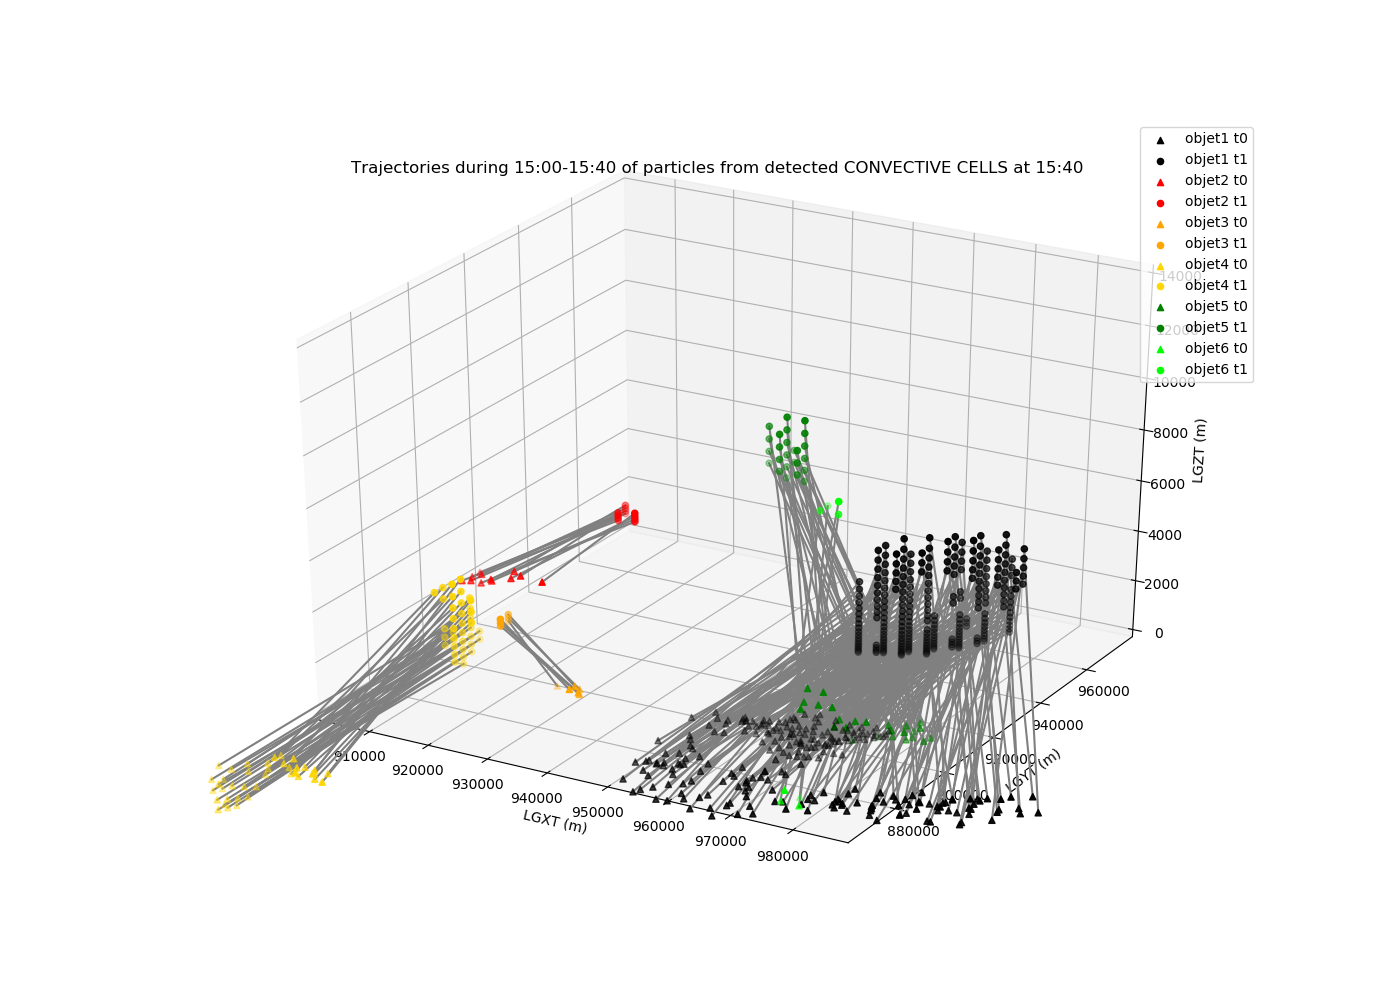 Trajectories during 15:00-15:40 of particles from detected CONVECTIVE CELLS at 15:40
objet1 t0
objet1 t1
objet2 t0
objet2 t1
objet3 t0
objet3 t1
objet4 t0
objet4 t1
objet5 t0
objet5 t1
objet6 t0
objet6 t1
14000
12000
10000
8000
6000
4000
2000
0
LGZT (m)
960000
940000
920000
880000
LGYT (m)
910000
920000
930000
940000
950000
960000
970000
980000
LGXT (m)